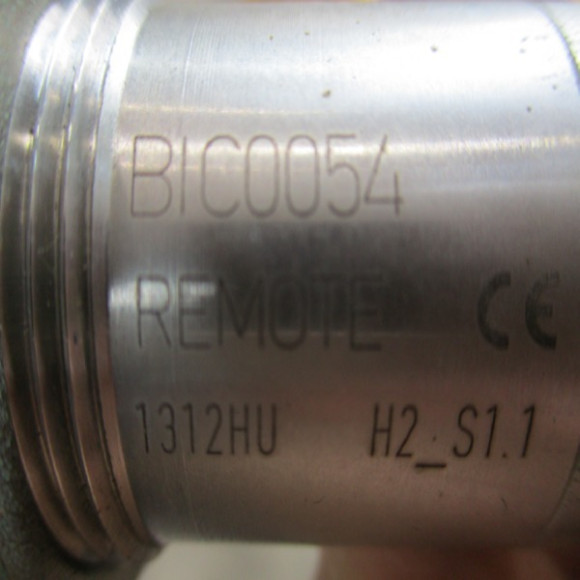 BIC0054
REMOTE CE
1312HU H2_S1.1